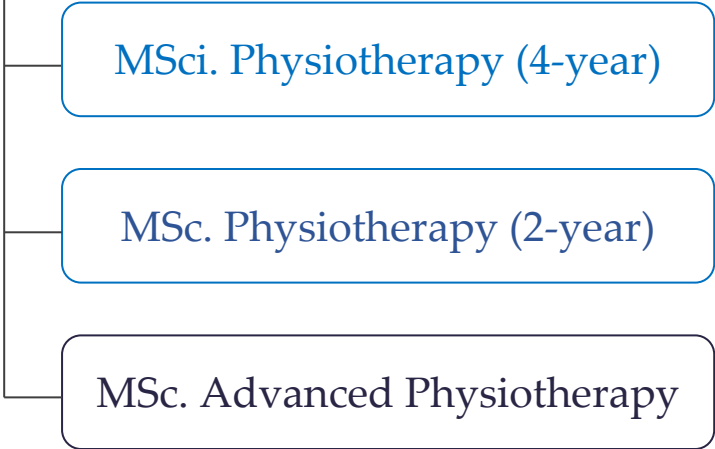 MSci. Physiotherapy (4-year)
MSc. Physiotherapy (2-year)
MSc. Advanced Physiotherapy